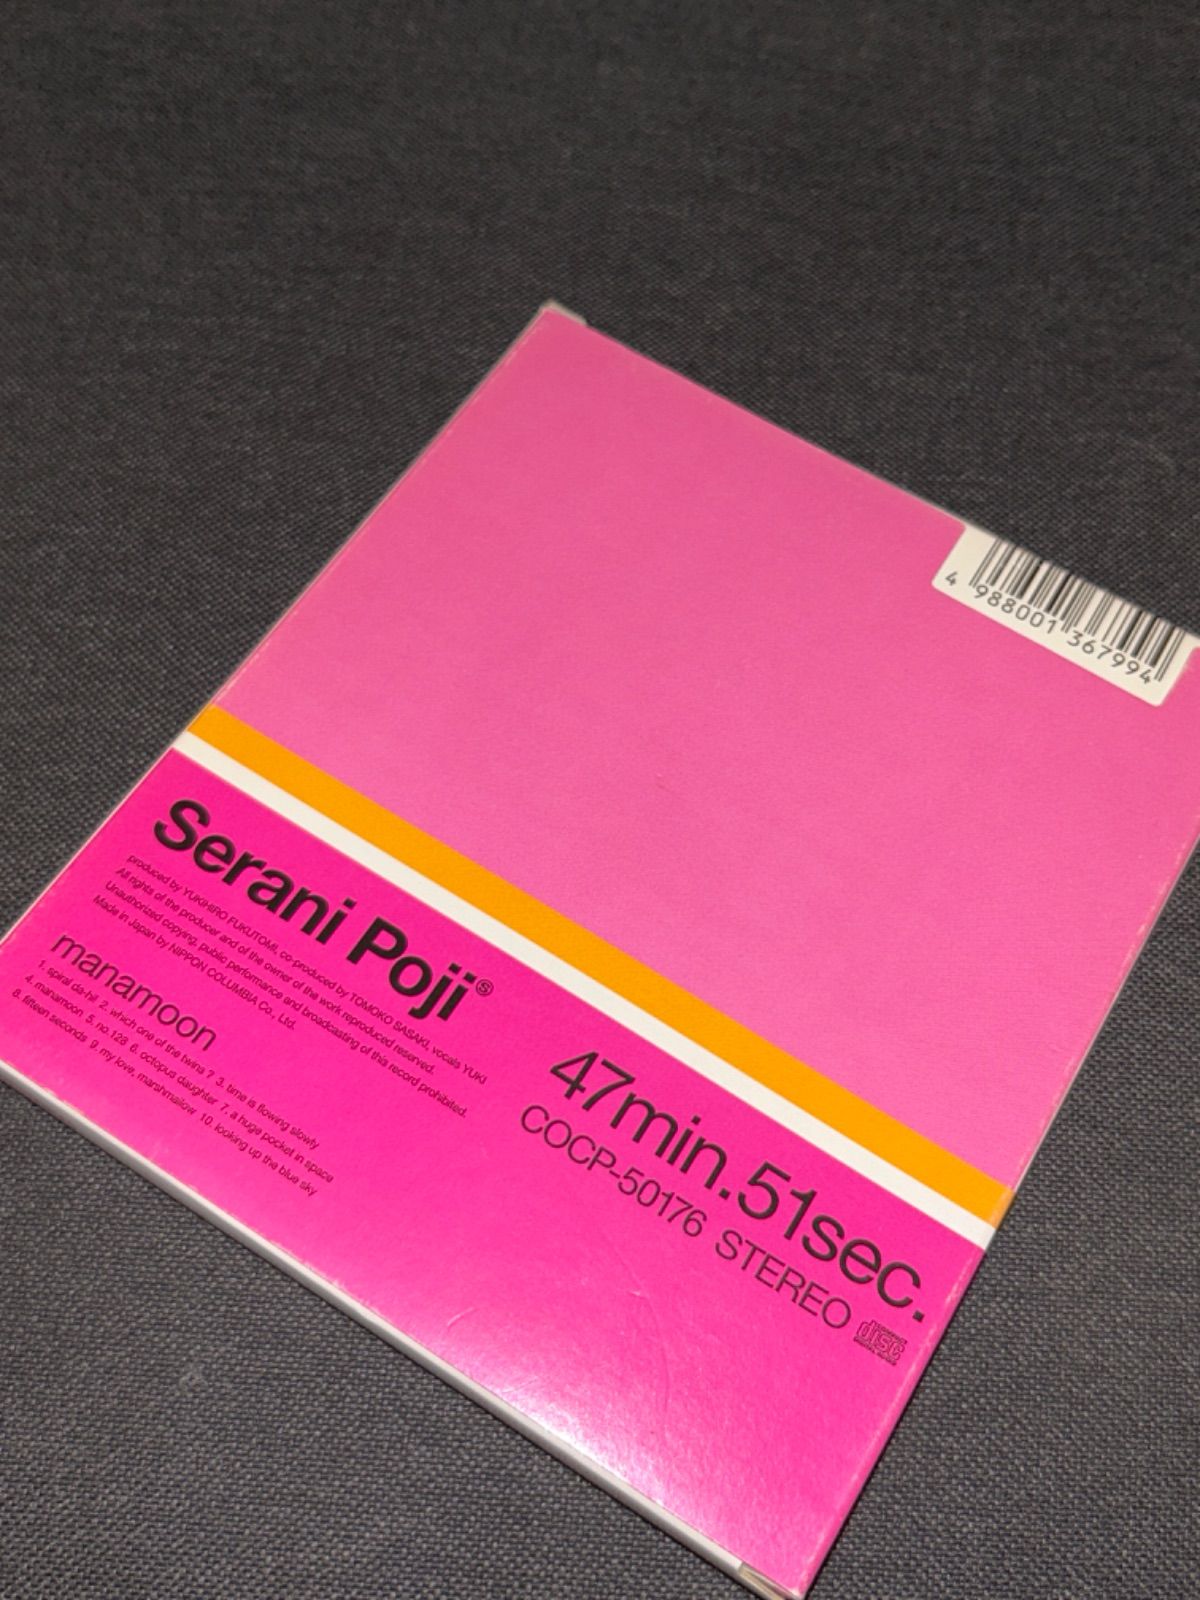 4 988001 367994
Serani Poji Ⓢ
produced by YUKIHIRO FUKUTOMI, co-produced by TOMOKO SASAKI, vocals YUKI
All rights of the producer and of the owner of the work reproduced reserved.
Unauthorized copying, public performance and broadcasting of this record prohibited.
Made in Japan by NIPPON COLUMBIA Co., Ltd.
manamoon
1. spiral da-hi! 2. which one of the twins ? 3. time is flowing slowly
4. manamoon 5. no.128 6. octopus daughter 7. a huge pocket in space
8. fifteen seconds 9. my love, marshmallow 10. looking up the blue sky
47min.51sec.
COCP-50176 STEREO
disc